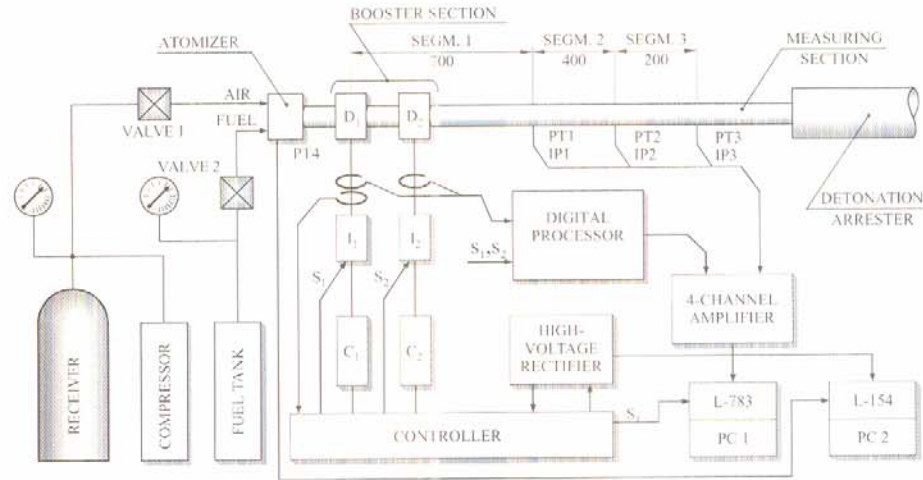 BOOSTER SECTION
ATOMIZER
SEGM. 1
700
SEGM. 2
400
SEGM. 3
200
MEASURING
SECTION
VALVE 1
AIR
FUEL
D₁
D₂
PT4
PT1
IP1
PT2
IP2
PT3
IP3
VALVE 2
DETONATION
ARRESTER
DIGITAL
PROCESSOR
I₁
I₂
S₁
S₂
S₁,S₂
4-CHANNEL
AMPLIFIER
HIGH-
VOLTAGE
RECTIFIER
C₁
C₂
RECEIVER
COMPRESSOR
FUEL TANK
CONTROLLER
L-783
PC 1
L-154
PC 2